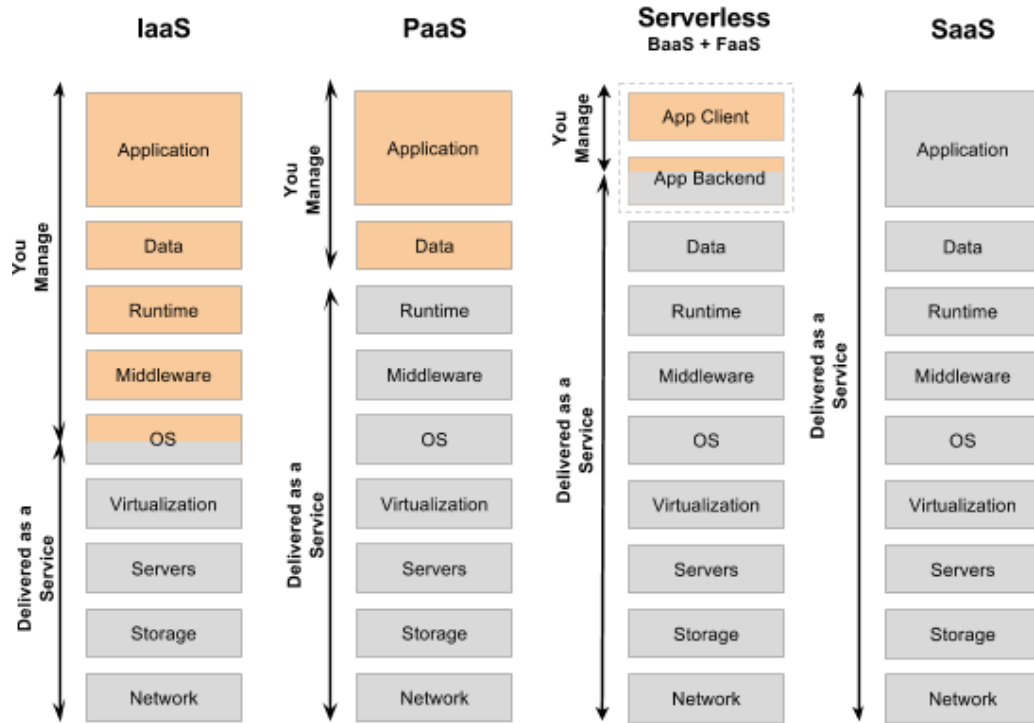 IaaS
You
Manage
Delivered as a
Service
Application
Data
Runtime
Middleware
OS
Virtualization
Servers
Storage
Network
PaaS
You
Manage
Delivered as a
Service
Application
Data
Runtime
Middleware
OS
Virtualization
Servers
Storage
Network
Serverless
BaaS + FaaS
You
Manage
Delivered as a
Service
App Client
App Backend
Data
Runtime
Middleware
OS
Virtualization
Servers
Storage
Network
SaaS
Delivered as a
Service
Application
Data
Runtime
Middleware
OS
Virtualization
Servers
Storage
Network